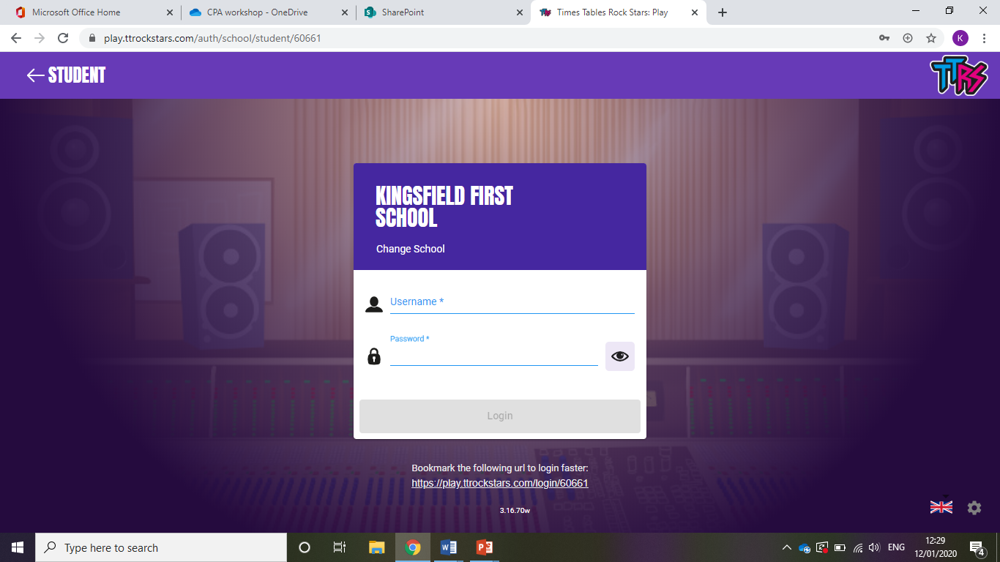 Microsoft Office Home
CPA workshop - OneDrive
SharePoint
Times Tables Rock Stars: Play
play.ttrockstars.com/auth/school/student/60661
K
STUDENT
TTRS
KINGSFIELD FIRST
SCHOOL
Change School
Username *
Password *
Login
Bookmark the following url to login faster:
https://play.ttrockstars.com/login/60661
3.16.70w
Type here to search
ENG
12:29
12/01/2020
4